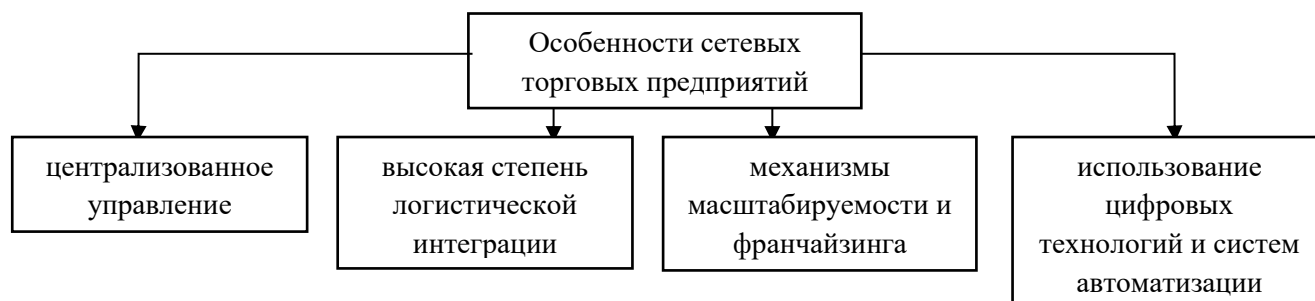 Особенности сетевых
торговых предприятий
централизованное
управление
высокая степень
логистической
интеграции
механизмы
масштабируемости и
франчайзинга
использование
цифровых
технологий и систем
автоматизации